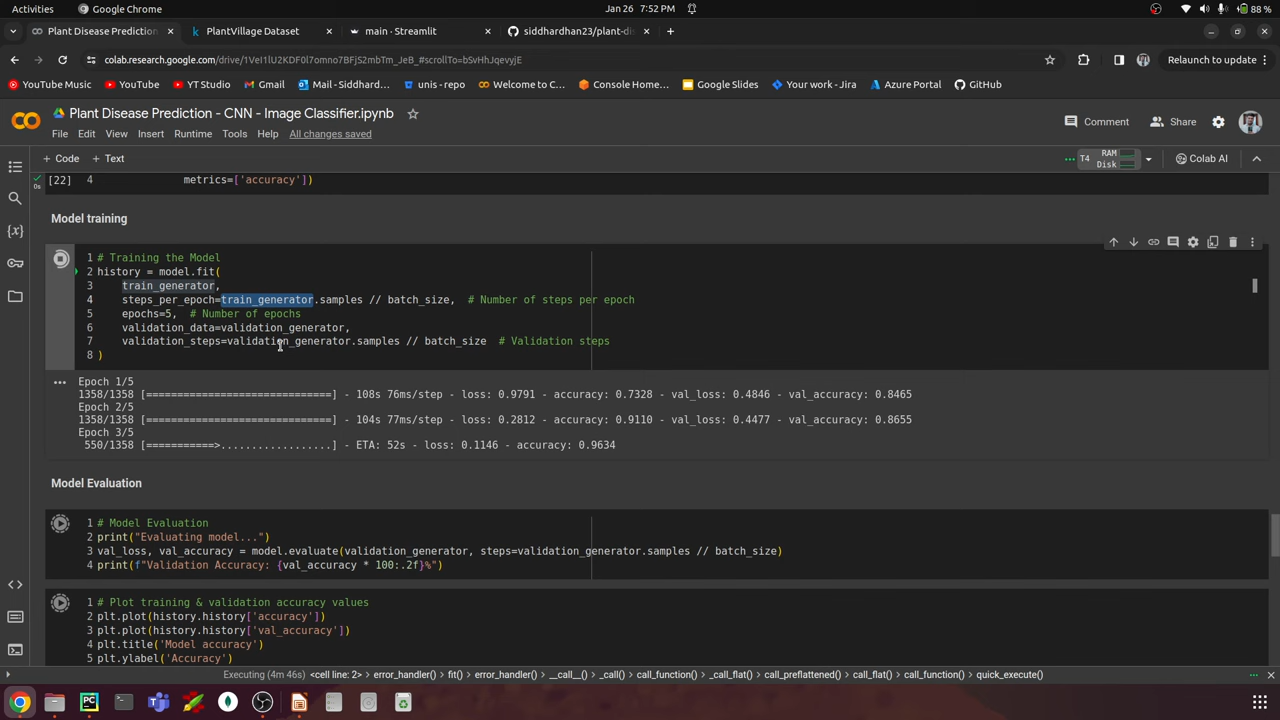 Activities
Google Chrome
Jan 26 7:52 PM
88 %
Plant Disease Prediction
PlantVillage Dataset
main · Streamlit
siddhardhan23/plant-dis
colab.research.google.com/drive/1VeI1lU2KDF0l7omno7BFjS2mbTm_JeB_#scrollTo=bSvHhJqevyjE
Relaunch to update
YouTube Music
YouTube
YT Studio
Gmail
Mail - Siddhard...
unis - repo
Welcome to C...
Console Home...
Google Slides
Your work - Jira
Azure Portal
GitHub
Plant Disease Prediction - CNN - Image Classifier.ipynb
File Edit View Insert Runtime Tools Help All changes saved
Comment
Share
+ Code + Text
T4
RAM
Disk
Colab AI
[22]
0s
4 metrics=['accuracy'])
Model training
1 # Training the Model
2 history = model.fit(
3 train_generator,
4 steps_per_epoch=train_generator.samples // batch_size, # Number of steps per epoch
5 epochs=5, # Number of epochs
6 validation_data=validation_generator,
7 validation_steps=validation_generator.samples // batch_size # Validation steps
8 )
Epoch 1/5
1358/1358 [==============================] - 108s 76ms/step - loss: 0.9791 - accuracy: 0.7328 - val_loss: 0.4846 - val_accuracy: 0.8465
Epoch 2/5
1358/1358 [==============================] - 104s 77ms/step - loss: 0.2812 - accuracy: 0.9110 - val_loss: 0.4477 - val_accuracy: 0.8655
Epoch 3/5
550/1358 [===========>..................] - ETA: 52s - loss: 0.1146 - accuracy: 0.9634
Model Evaluation
1 # Model Evaluation
2 print("Evaluating model...")
3 val_loss, val_accuracy = model.evaluate(validation_generator, steps=validation_generator.samples // batch_size)
4 print(f"Validation Accuracy: {val_accuracy * 100:.2f}%")
1 # Plot training & validation accuracy values
2 plt.plot(history.history['accuracy'])
3 plt.plot(history.history['val_accuracy'])
4 plt.title('Model accuracy')
5 plt.ylabel('Accuracy')
Executing (4m 46s) <cell line: 2> error_handler() fit() error_handler() __call__() _call() call_function() _call_flat() call_preflattened() call_flat() call_function() quick_execute()